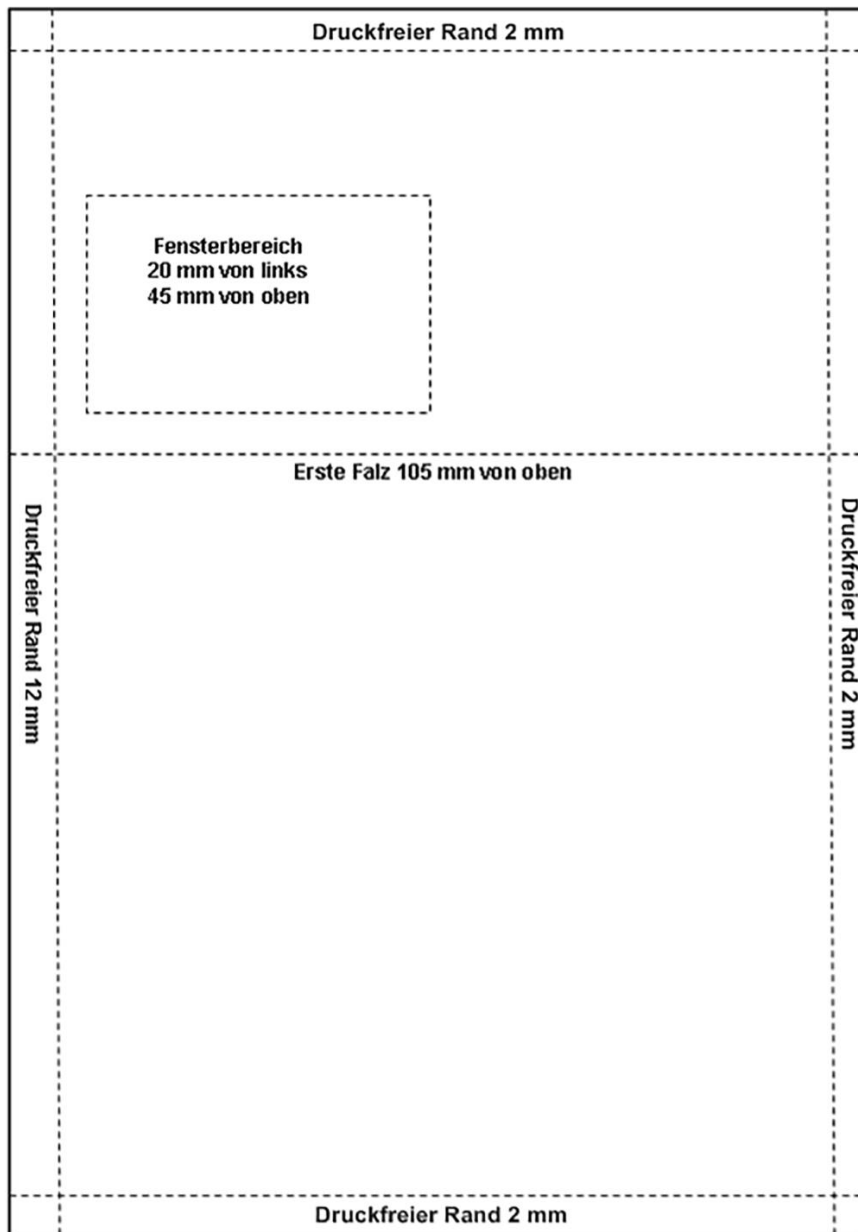 Druckfreier Rand 2 mm
Fensterbereich
20 mm von links
45 mm von oben
Erste Falz 105 mm von oben
Druckfreier Rand 12 mm
Druckfreier Rand 2 mm
Druckfreier Rand 2 mm